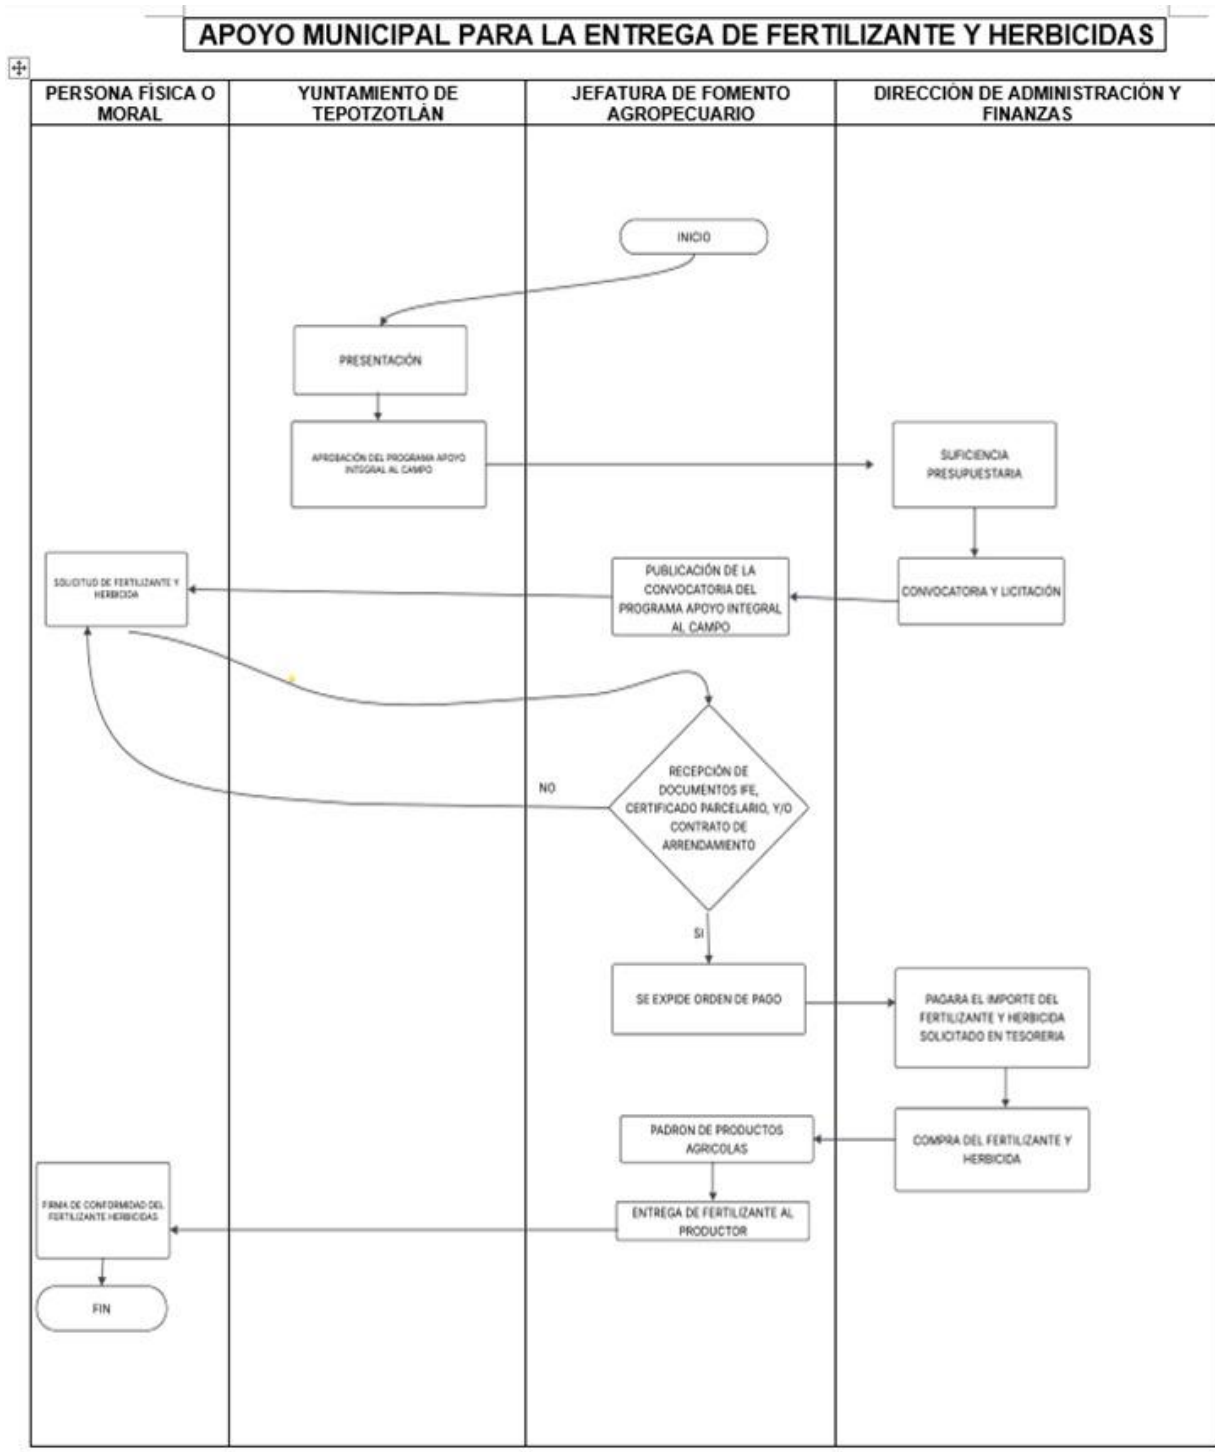 APOYO MUNICIPAL PARA LA ENTREGA DE FERTILIZANTE Y HERBICIDAS
PERSONA FÍSICA O
MORAL
YUNTAMIENTO DE
TEPOTZOTLÁN
JEFATURA DE FOMENTO
AGROPECUARIO
DIRECCIÓN DE ADMINISTRACIÓN Y
FINANZAS
INICIO
PRESENTACIÓN
APROBACIÓN DEL PROGRAMA APOYO
INTEGRAL AL CAMPO
SUFICIENCIA
PRESUPUESTARIA
SOLICITUD DE FERTILIZANTE Y
HERBICIDA
PUBLICACIÓN DE LA
CONVOCATORIA DEL
PROGRAMA APOYO INTEGRAL
AL CAMPO
CONVOCATORIA Y LICITACIÓN
RECEPCIÓN DE
DOCUMENTOS IFE,
CERTIFICADO PARCELARIO, Y/O
CONTRATO DE
ARRENDAMIENTO
NO
SI
SE EXPIDE ORDEN DE PAGO
PAGARA EL IMPORTE DEL
FERTILIZANTE Y HERBICIDA
SOLICITADO EN TESORERIA
PADRON DE PRODUCTOS
AGRICOLAS
COMPRA DEL FERTILIZANTE Y
HERBICIDA
FIRMA DE CONFORMIDAD DEL
FERTILIZANTE HERBICIDAS
ENTREGA DE FERTILIZANTE AL
PRODUCTOR
FIN